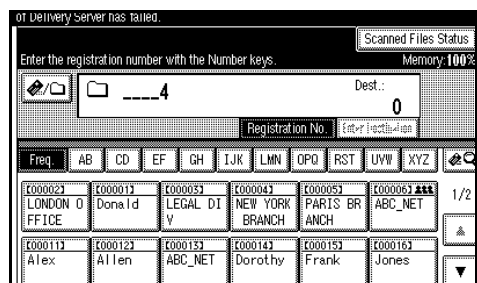 of Delivery Server has failed.
Scanned Files Status
Enter the registration number with the Number keys. Memory:100%
____4 Dest.: 0
Registration No.
Freq. AB CD EF GH IJK LMN OPQ RST UVW XYZ
[00002] [00001] [00003] [00004] [00005] [00006] 1/2
LONDON O Donald LEGAL DI NEW YORK PARIS BR ABC_NET
FFICE V BRANCH ANCH
[00011] [00012] [00013] [00014] [00015] [00016]
Alex Allen ABC_NET Dorothy Frank Jones